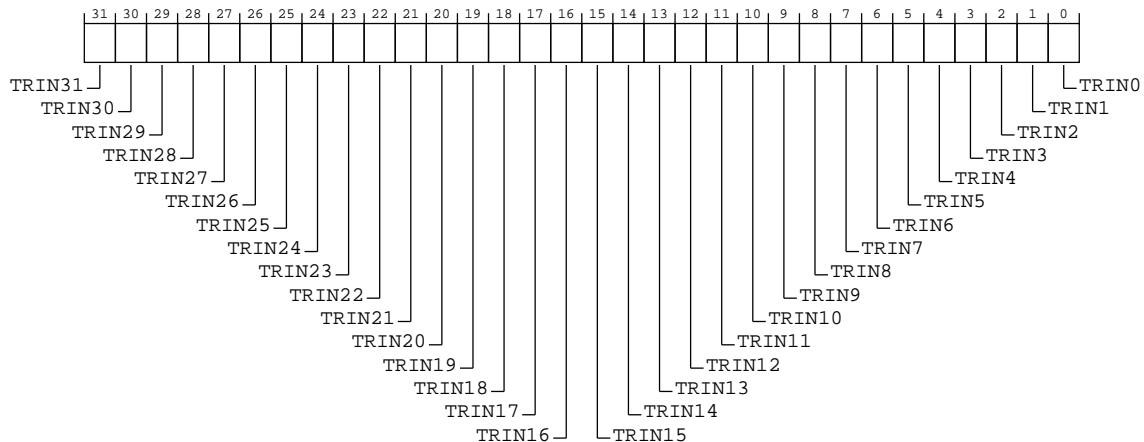 31 30 29 28 27 26 25 24 23 22 21 20 19 18 17 16 15 14 13 12 11 10 9 8 7 6 5 4 3 2 1 0
TRIN31 TRIN0
TRIN30 TRIN1
TRIN29 TRIN2
TRIN28 TRIN3
TRIN27 TRIN4
TRIN26 TRIN5
TRIN25 TRIN6
TRIN24 TRIN7
TRIN23 TRIN8
TRIN22 TRIN9
TRIN21 TRIN10
TRIN20 TRIN11
TRIN19 TRIN12
TRIN18 TRIN13
TRIN17 TRIN14
TRIN16 TRIN15